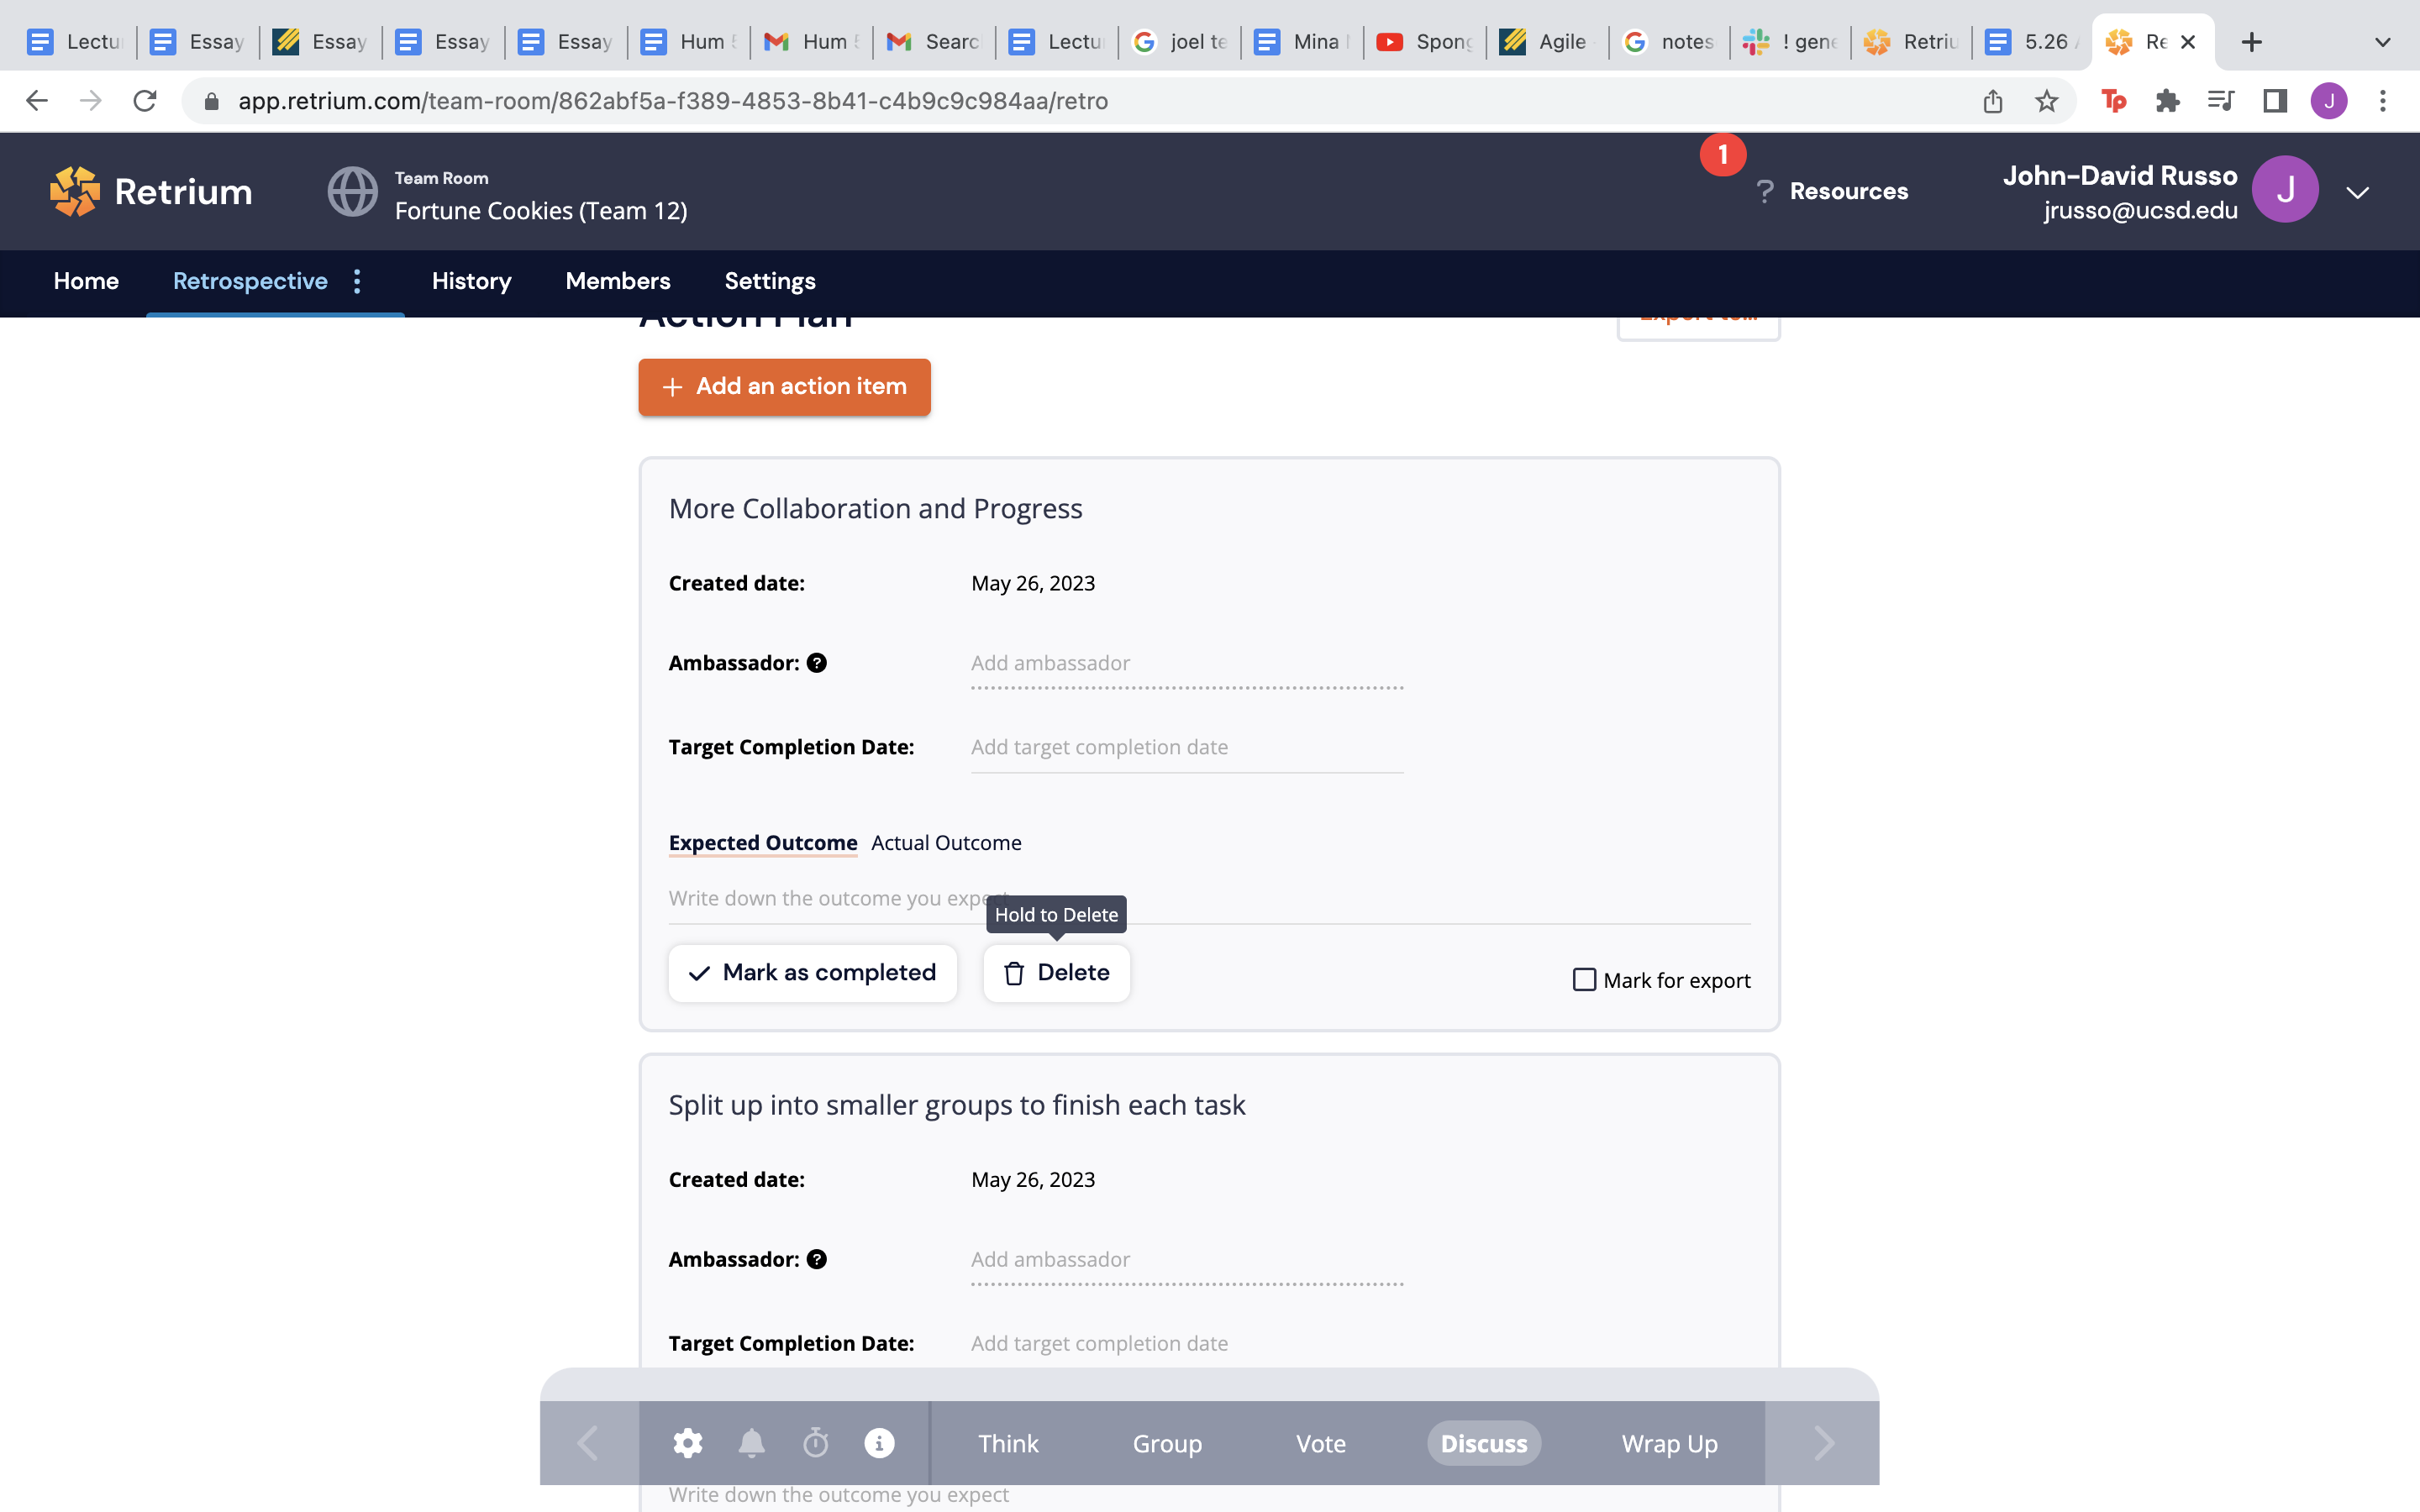 Lectu
Essay
Essay
Essay
Essay
Hum
Hum
Searc
Lectu
joel te
Mina
Spong
Agile
notes
! gene
Retriu
5.26
Re
app.retrium.com/team-room/862abf5a-f389-4853-8b41-c4b9c9c984aa/retro
Tp
J
Retrium
Team Room
Fortune Cookies (Team 12)
1
? Resources
John-David Russo
jrusso@ucsd.edu
J
Home Retrospective History Members Settings
Action Plan
Export to...
+ Add an action item
More Collaboration and Progress
Created date: May 26, 2023
Ambassador: ? Add ambassador
Target Completion Date: Add target completion date
Expected Outcome Actual Outcome
Write down the outcome you expect
Hold to Delete
Mark as completed
Delete
Mark for export
Split up into smaller groups to finish each task
Created date: May 26, 2023
Ambassador: ? Add ambassador
Target Completion Date: Add target completion date
Think Group Vote Discuss Wrap Up
Write down the outcome you expect